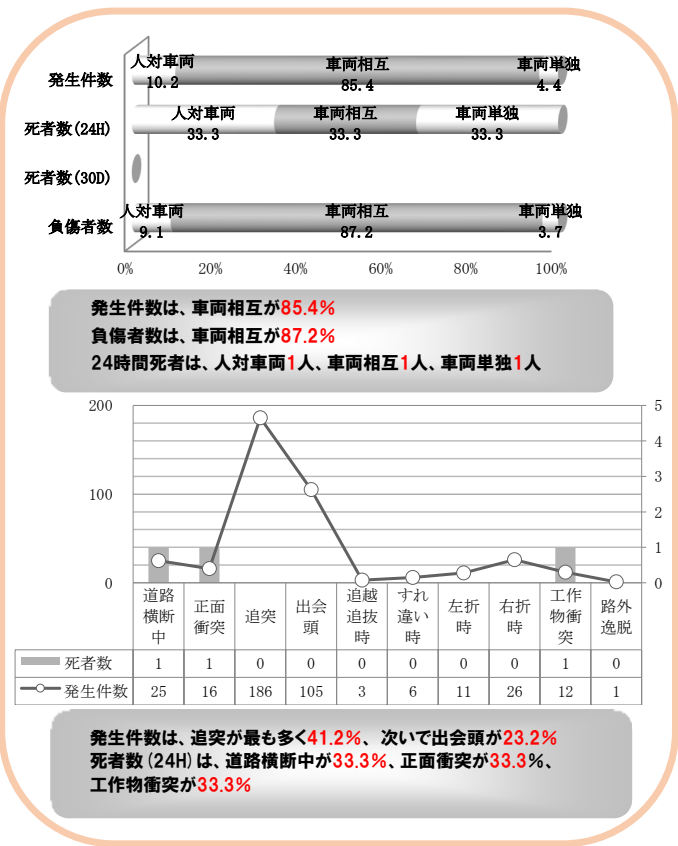 人対車両 車両相互 車両単独
発生件数 10.2 85.4 4.4
人対車両 車両相互 車両単独
死者数(24H) 33.3 33.3 33.3
死者数(30D)
人対車両 車両相互 車両単独
負傷者数 9.1 87.2 3.7
0% 20% 40% 60% 80% 100%
発生件数は、車両相互が85.4%
負傷者数は、車両相互が87.2%
24時間死者は、人対車両1人、車両相互1人、車両単独1人
200 5
4
100 3
2
1
0 0
道路横断中 正面衝突 追突 出会頭 追越追抜時 すれ違い時 左折時 右折時 工作物衝突 路外逸脱
死者数 1 1 0 0 0 0 0 0 1 0
発生件数 25 16 186 105 3 6 11 26 12 1
発生件数は、追突が最も多く41.2%、次いで出会頭が23.2%
死者数(24H)は、道路横断中が33.3%、正面衝突が33.3%、
工作物衝突が33.3%